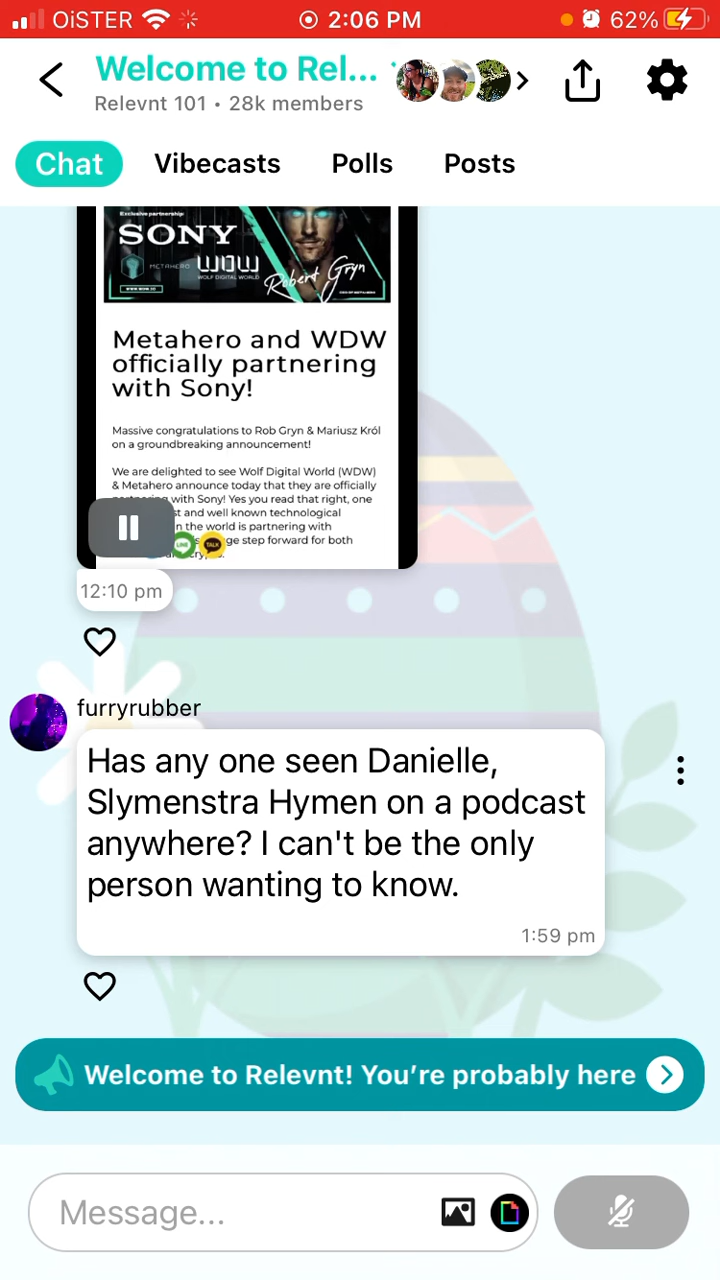 OiSTER
2:06 PM
62%
Welcome to Rel...
Relevnt 101 • 28k members
Chat
Vibecasts
Polls
Posts
Exclusive partnership:
SONY
METAHERO
WDW
WOLF DIGITAL WORLD
Robert Gryn
Metahero and WDW
officially partnering
with Sony!
Massive congratulations to Rob Gryn & Mariusz Król
on a groundbreaking announcement!
We are delighted to see Wolf Digital World (WDW)
& Metahero announce today that they are officially
with Sony! Yes you read that right, one
st and well known technological
n the world is partnering with
ge step forward for both
LINE
TALK
12:10 pm
furryrubber
Has any one seen Danielle,
Slymenstra Hymen on a podcast
anywhere? I can't be the only
person wanting to know.
1:59 pm
Welcome to Relevnt! You’re probably here
Message...